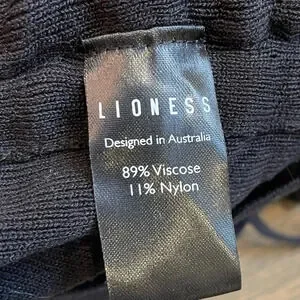 LIONESS
Designed in Australia
89% Viscose
11% Nylon